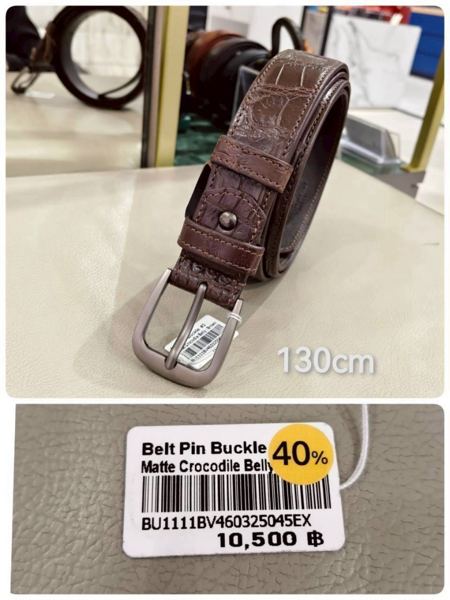 130cm
Belt Pin Buckle
40%
Matte Crocodile Belly
BU1111BV460325045EX
10,500 ฿